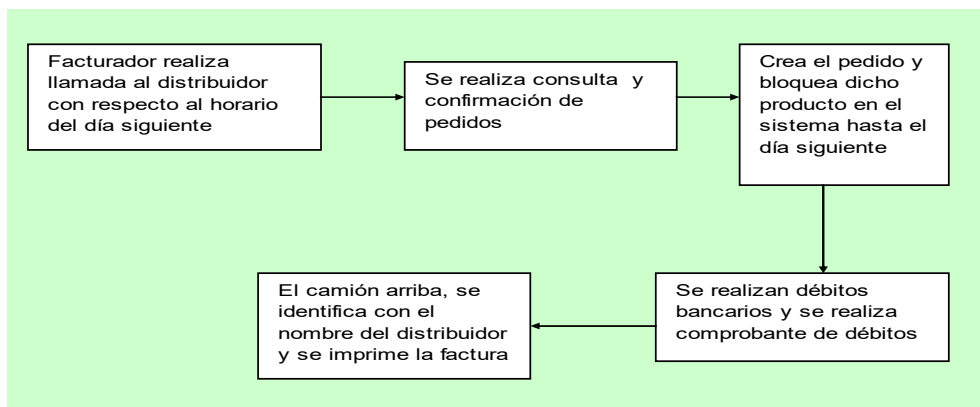 Facturador realiza
llamada al distribuidor
con respecto al horario
del día siguiente
Se realiza consulta y
confirmación de
pedidos
Crea el pedido y
bloquea dicho
producto en el
sistema hasta el
día siguiente
Se realizan débitos
bancarios y se realiza
comprobante de débitos
El camión arriba, se
identifica con el
nombre del distribuidor
y se imprime la factura